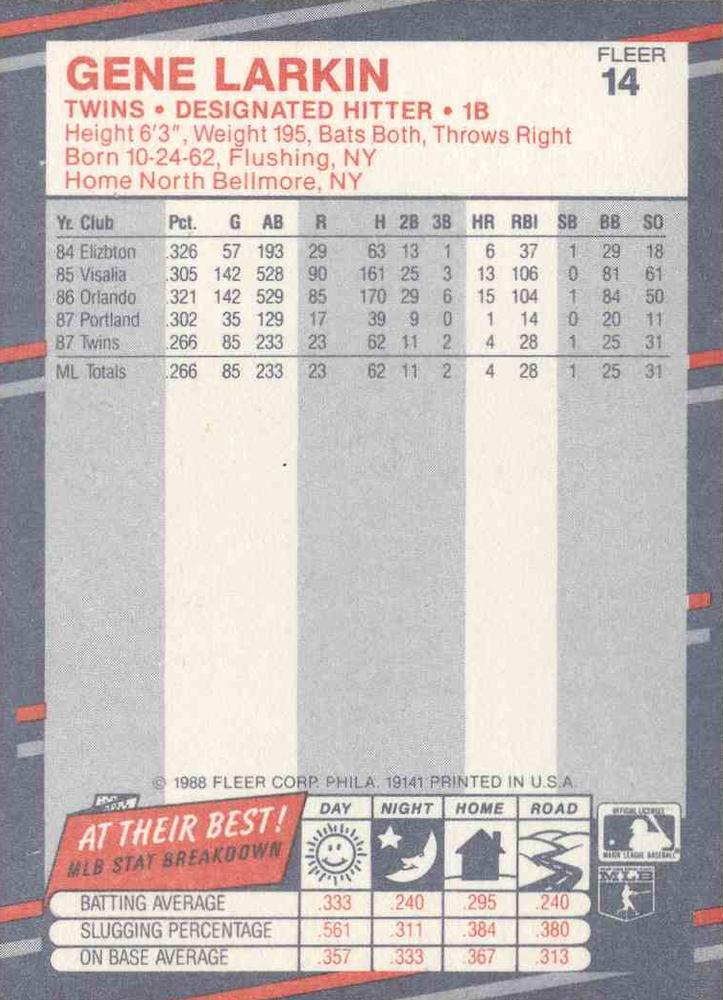 GENE LARKIN
FLEER
14
TWINS • DESIGNATED HITTER • 1B
Height 6'3", Weight 195, Bats Both, Throws Right
Born 10-24-62, Flushing, NY
Home North Bellmore, NY
Yr. Club Pct. G AB R H 2B 3B HR RBI SB BB SO
84 Elizbton .326 57 193 29 63 13 1 6 37 1 29 18
85 Visalia .305 142 528 90 161 25 3 13 106 0 81 61
86 Orlando .321 142 529 85 170 29 6 15 104 1 84 50
87 Portland .302 35 129 17 39 9 0 1 14 0 20 11
87 Twins .266 85 233 23 62 11 2 4 28 1 25 31
ML Totals .266 85 233 23 62 11 2 4 28 1 25 31
© 1988 FLEER CORP. PHILA. 19141 PRINTED IN U.S.A.
AT THEIR BEST!
MLB STAT BREAKDOWN
DAY NIGHT HOME ROAD
BATTING AVERAGE .333 .240 .295 .240
SLUGGING PERCENTAGE .561 .311 .384 .380
ON BASE AVERAGE .357 .333 .367 .313
OFFICIAL LICENSEE
MAJOR LEAGUE BASEBALL
MLB